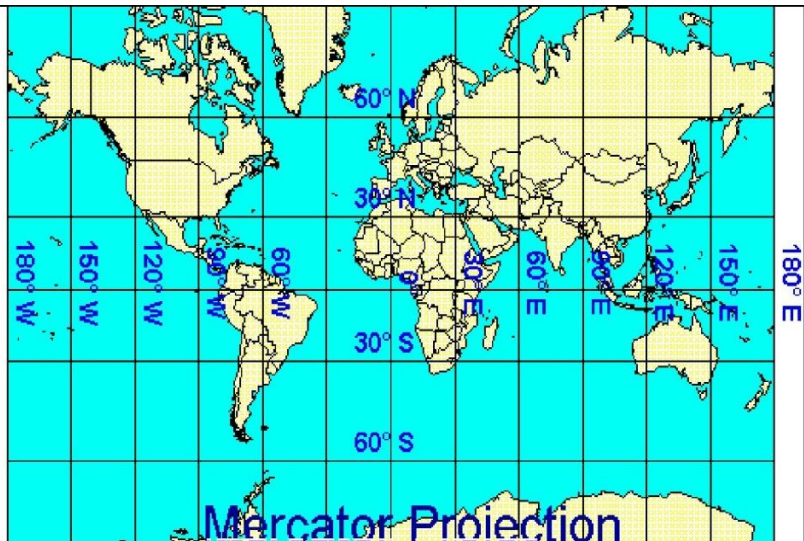 60° N
30° N
180° W
150° W
120° W
90° W
60° W
0°
30° E
60° E
90° E
120° E
150° E
180° E
30° S
60° S
Mercator Projection